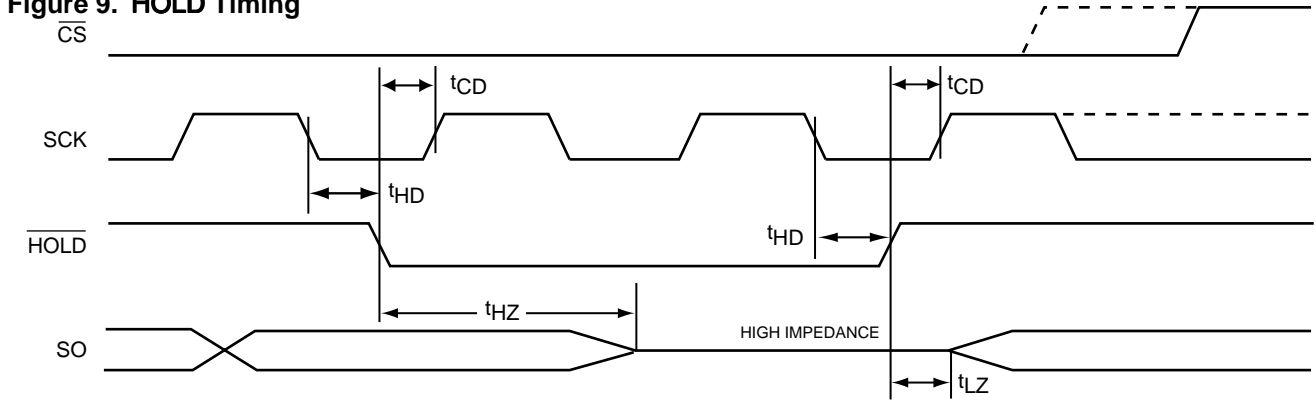 Figure 9. HOLD Timing
CS
tCD
tCD
SCK
tHD
HOLD
tHD
tHZ
HIGH IMPEDANCE
SO
tLZ